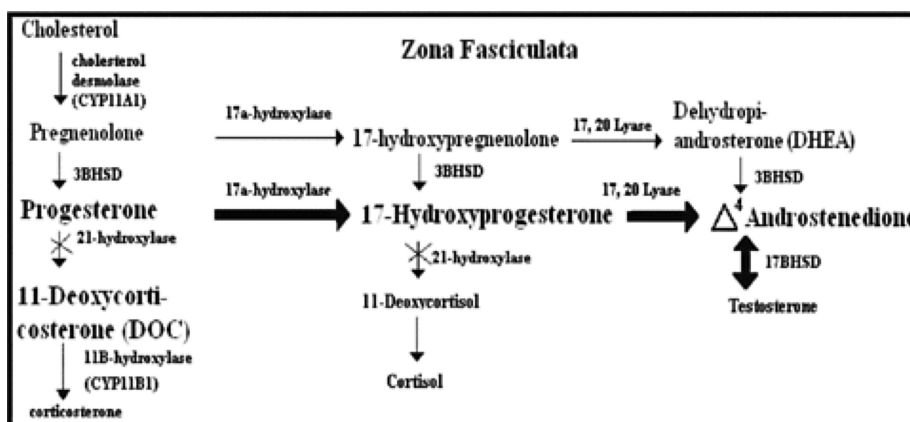 Cholesterol
Zona Fasciculata
cholesterol
desmolase
(CYP11A1)
17a-hydroxylase
Pregnenolone
17-hydroxypregnenolone
17, 20 Lyase
Dehydropi-
androsterone (DHEA)
3BHSD
3BHSD
3BHSD
17a-hydroxylase
17, 20 Lyase
Progesterone
17-Hydroxyprogesterone
△⁴ Androstenedione
21-hydroxylase
21-hydroxylase
17BHSD
11-Deoxycorti-
costerone (DOC)
11-Deoxycortisol
Testosterone
11B-hydroxylase
(CYP11B1)
Cortisol
corticosterone